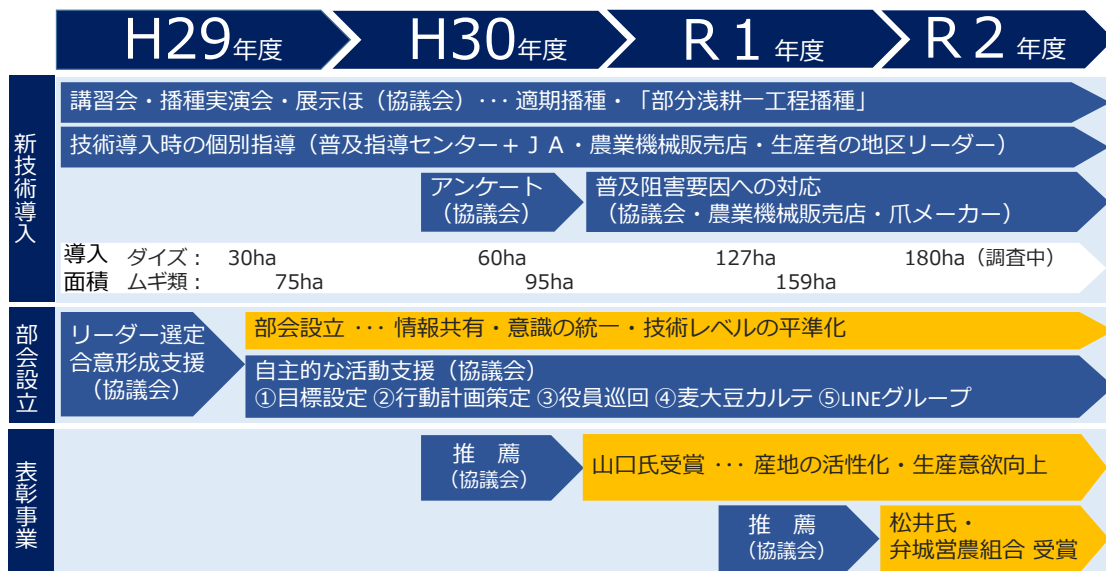 H29年度 H30年度 R1年度 R2年度
新技術導入
講習会・播種実演会・展示ほ（協議会）･･･ 適期播種・「部分浅耕一工程播種」
技術導入時の個別指導（普及指導センター＋ＪＡ・農業機械販売店・生産者の地区リーダー）
アンケート
（協議会）
普及阻害要因への対応
（協議会・農業機械販売店・爪メーカー）
導入 ダイズ： 30ha 60ha 127ha 180ha（調査中）
面積 ムギ類： 75ha 95ha 159ha
部会設立
リーダー選定
合意形成支援
（協議会）
部会設立 ･･･ 情報共有・意識の統一・技術レベルの平準化
自主的な活動支援（協議会）
①目標設定 ②行動計画策定 ③役員巡回 ④麦大豆カルテ ⑤LINEグループ
表彰事業
推 薦
（協議会）
山口氏受賞 ･･･ 産地の活性化・生産意欲向上
推 薦
（協議会）
松井氏・
弁城営農組合 受賞